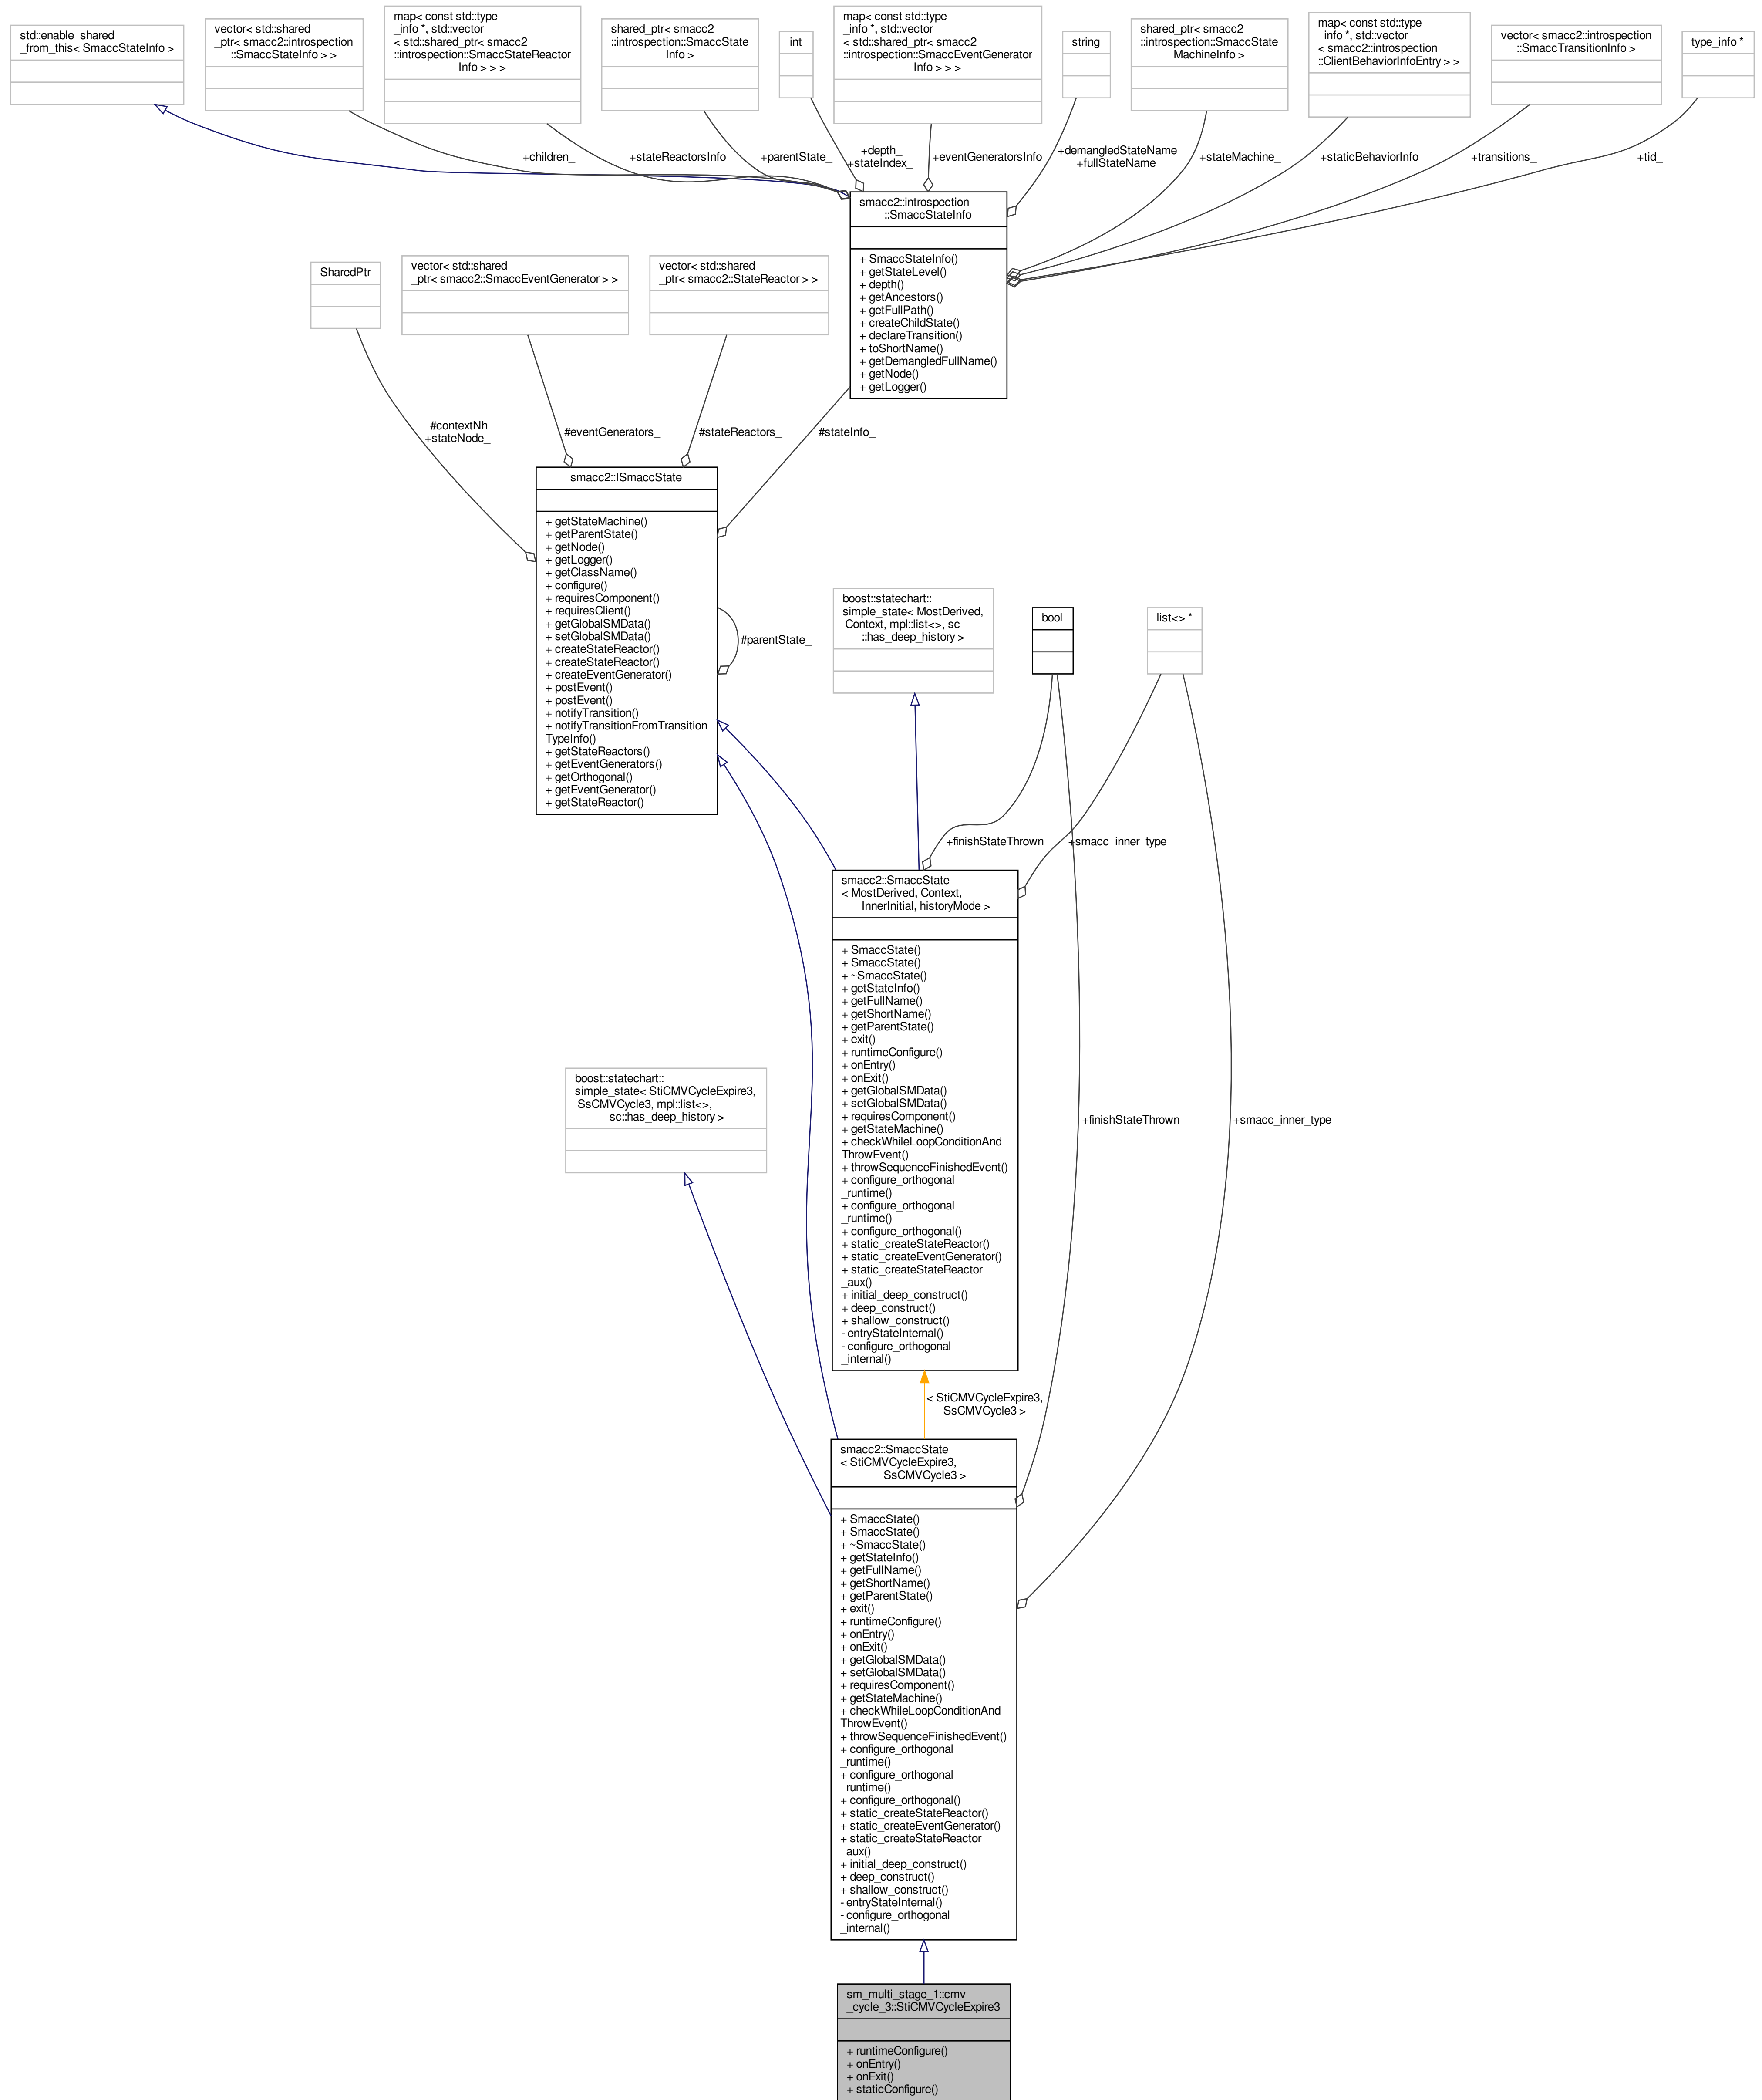 std::enable_shared
_from_this< SmaccStateInfo >
vector< std::shared
_ptr< smacc2::introspection
::SmaccStateInfo > >
map< const std::type
_info *, std::vector
< std::shared_ptr< smacc2
::introspection::SmaccStateReactor
Info > > >
shared_ptr< smacc2
::introspection::SmaccState
Info >
int
map< const std::type
_info *, std::vector
< std::shared_ptr< smacc2
::introspection::SmaccEventGenerator
Info > > >
string
shared_ptr< smacc2
::introspection::SmaccState
MachineInfo >
map< const std::type
_info *, std::vector
< smacc2::introspection
::ClientBehaviorInfoEntry > >
vector< smacc2::introspection
::SmaccTransitionInfo >
type_info *
+children_
+stateReactorsInfo
+parentState_
+depth_
+stateIndex_
+eventGeneratorsInfo
+demangledStateName
+fullStateName
+stateMachine_
+staticBehaviorInfo
+transitions_
+tid_
smacc2::introspection
::SmaccStateInfo
+ SmaccStateInfo()
+ getStateLevel()
+ depth()
+ getAncestors()
+ getFullPath()
+ createChildState()
+ declareTransition()
+ toShortName()
+ getDemangledFullName()
+ getNode()
+ getLogger()
SharedPtr
vector< std::shared
_ptr< smacc2::SmaccEventGenerator > >
vector< std::shared
_ptr< smacc2::StateReactor > >
#contextNh
+stateNode_
#eventGenerators_
#stateReactors_
#stateInfo_
smacc2::ISmaccState
+ getStateMachine()
+ getParentState()
+ getNode()
+ getLogger()
+ getClassName()
+ configure()
+ requiresComponent()
+ requiresClient()
+ getGlobalSMData()
+ setGlobalSMData()
+ createStateReactor()
+ createStateReactor()
+ createEventGenerator()
+ postEvent()
+ postEvent()
+ notifyTransition()
+ notifyTransitionFromTransition
TypeInfo()
+ getStateReactors()
+ getEventGenerators()
+ getOrthogonal()
+ getEventGenerator()
+ getStateReactor()
#parentState_
boost::statechart::
simple_state< MostDerived,
Context, mpl::list<>, sc
::has_deep_history >
bool
list<> *
+finishStateThrown
+smacc_inner_type
smacc2::SmaccState
< MostDerived, Context,
InnerInitial, historyMode >
+ SmaccState()
+ SmaccState()
+ ~SmaccState()
+ getStateInfo()
+ getFullName()
+ getShortName()
+ getParentState()
+ exit()
+ runtimeConfigure()
+ onEntry()
+ onExit()
+ getGlobalSMData()
+ setGlobalSMData()
+ requiresComponent()
+ getStateMachine()
+ checkWhileLoopConditionAnd
ThrowEvent()
+ throwSequenceFinishedEvent()
+ configure_orthogonal
_runtime()
+ configure_orthogonal
_runtime()
+ configure_orthogonal()
+ static_createStateReactor()
+ static_createEventGenerator()
+ static_createStateReactor
_aux()
+ initial_deep_construct()
+ deep_construct()
+ shallow_construct()
- entryStateInternal()
- configure_orthogonal
_internal()
boost::statechart::
simple_state< StiCMVCycleExpire3,
SsCMVCycle3, mpl::list<>,
sc::has_deep_history >
+finishStateThrown
+smacc_inner_type
< StiCMVCycleExpire3,
SsCMVCycle3 >
smacc2::SmaccState
< StiCMVCycleExpire3,
SsCMVCycle3 >
+ SmaccState()
+ SmaccState()
+ ~SmaccState()
+ getStateInfo()
+ getFullName()
+ getShortName()
+ getParentState()
+ exit()
+ runtimeConfigure()
+ onEntry()
+ onExit()
+ getGlobalSMData()
+ setGlobalSMData()
+ requiresComponent()
+ getStateMachine()
+ checkWhileLoopConditionAnd
ThrowEvent()
+ throwSequenceFinishedEvent()
+ configure_orthogonal
_runtime()
+ configure_orthogonal
_runtime()
+ configure_orthogonal()
+ static_createStateReactor()
+ static_createEventGenerator()
+ static_createStateReactor
_aux()
+ initial_deep_construct()
+ deep_construct()
+ shallow_construct()
- entryStateInternal()
- configure_orthogonal
_internal()
sm_multi_stage_1::cmv
_cycle_3::StiCMVCycleExpire3
+ runtimeConfigure()
+ onEntry()
+ onExit()
+ staticConfigure()